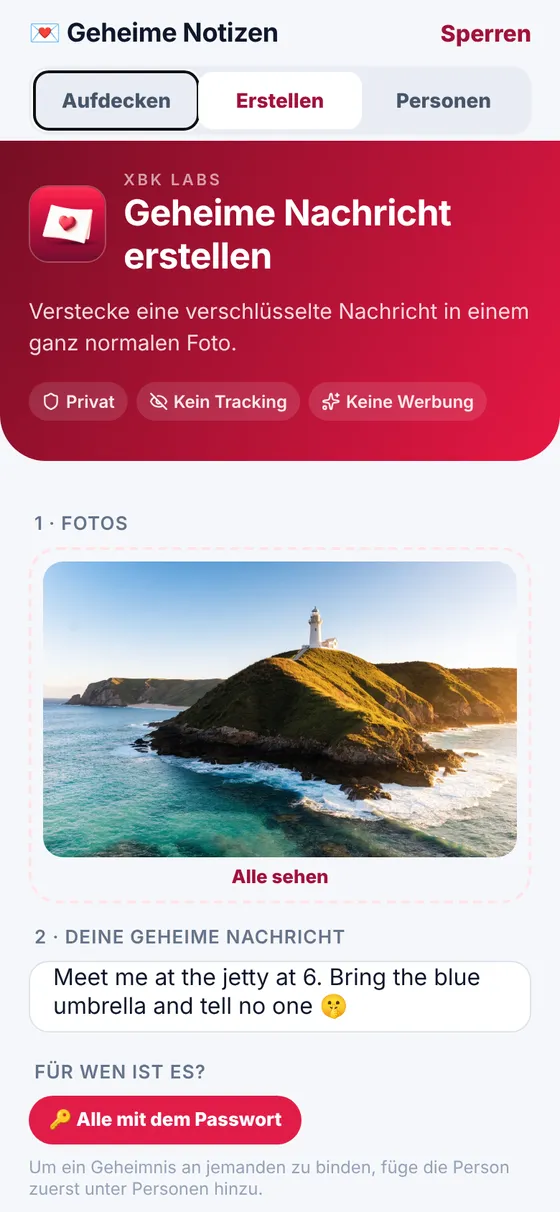 💌 Geheime Notizen
Sperren
Aufdecken
Erstellen
Personen
XBK LABS
Geheime Nachricht
erstellen
Verstecke eine verschlüsselte Nachricht in einem
ganz normalen Foto.
Privat
Kein Tracking
Keine Werbung
1 · FOTOS
Alle sehen
2 · DEINE GEHEIME NACHRICHT
Meet me at the jetty at 6. Bring the blue
umbrella and tell no one 🤫
FÜR WEN IST ES?
🔑 Alle mit dem Passwort
Um ein Geheimnis an jemanden zu binden, füge die Person
zuerst unter Personen hinzu.